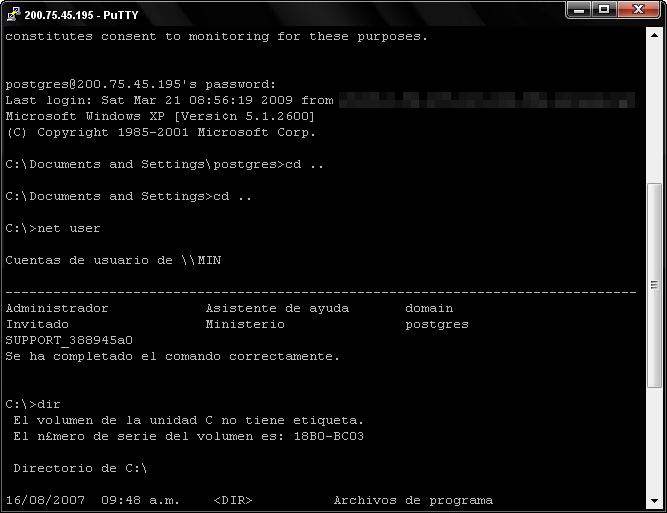 200.75.45.195 - PuTTY
constitutes consent to monitoring for these purposes.
postgres@200.75.45.195's password:
Last login: Sat Mar 21 08:56:19 2009 from
Microsoft Windows XP [Versi¢n 5.1.2600]
(C) Copyright 1985-2001 Microsoft Corp.
C:\Documents and Settings\postgres>cd ..
C:\Documents and Settings>cd ..
C:\>net user
Cuentas de usuario de \\MIN
-------------------------------------------------------------------------------
Administrador Asistente de ayuda domain
Invitado Ministerio postgres
SUPPORT_388945a0
Se ha completado el comando correctamente.
C:\>dir
El volumen de la unidad C no tiene etiqueta.
El n£mero de serie del volumen es: 18B0-BC03
Directorio de C:\
16/08/2007 09:48 a.m. <DIR> Archivos de programa